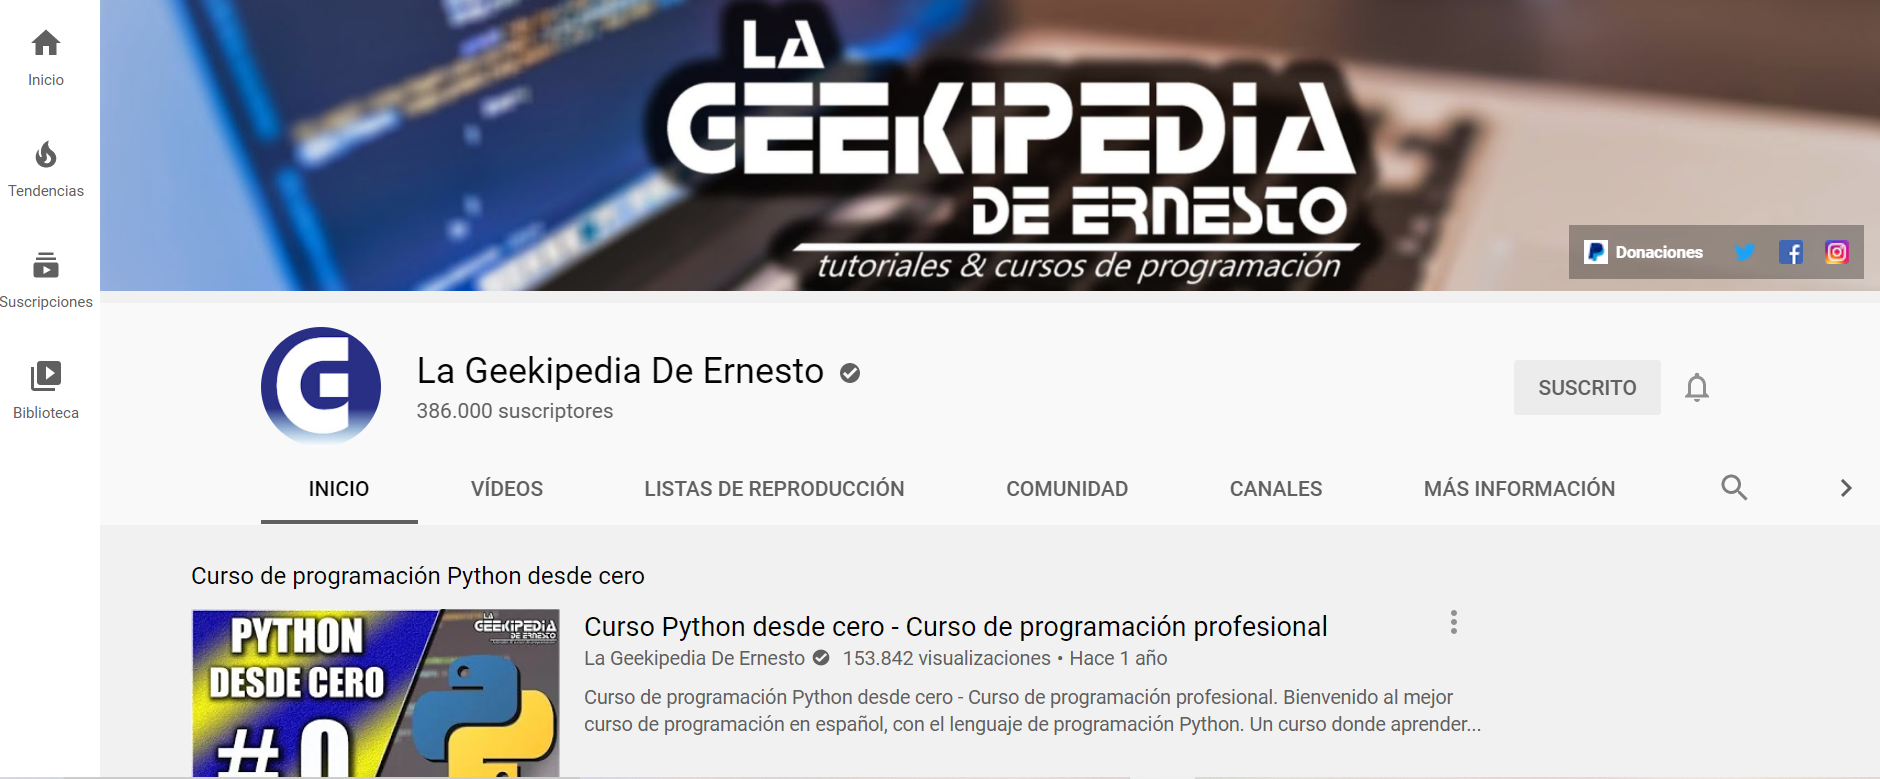 Inicio
Tendencias
Suscripciones
Biblioteca
LA
GEEKIPEDIA
DE ERNESTO
tutoriales & cursos de programación
Donaciones
La Geekipedia De Ernesto
386.000 suscriptores
SUSCRITO
INICIO VÍDEOS LISTAS DE REPRODUCCIÓN COMUNIDAD CANALES MÁS INFORMACIÓN
Curso de programación Python desde cero
PYTHON
DESDE CERO
# 0
LA
GEEKIPEDIA
DE ERNESTO
Curso Python desde cero - Curso de programación profesional
La Geekipedia De Ernesto 153.842 visualizaciones • Hace 1 año
Curso de programación Python desde cero - Curso de programación profesional. Bienvenido al mejor
curso de programación en español, con el lenguaje de programación Python. Un curso donde aprender...